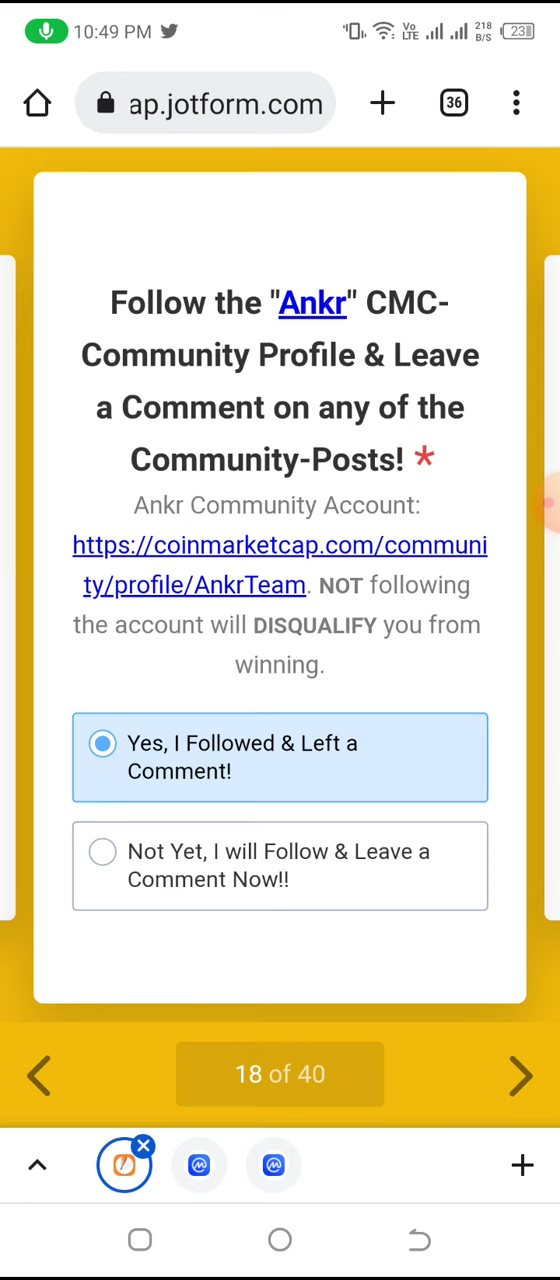 10:49 PM
Vo LTE 218 B/S 23
ap.jotform.com
36
Follow the "Ankr" CMC-
Community Profile & Leave
a Comment on any of the
Community-Posts! *
Ankr Community Account:
https://coinmarketcap.com/communi
ty/profile/AnkrTeam. NOT following
the account will DISQUALIFY you from
winning.
Yes, I Followed & Left a
Comment!
Not Yet, I will Follow & Leave a
Comment Now!!
18 of 40